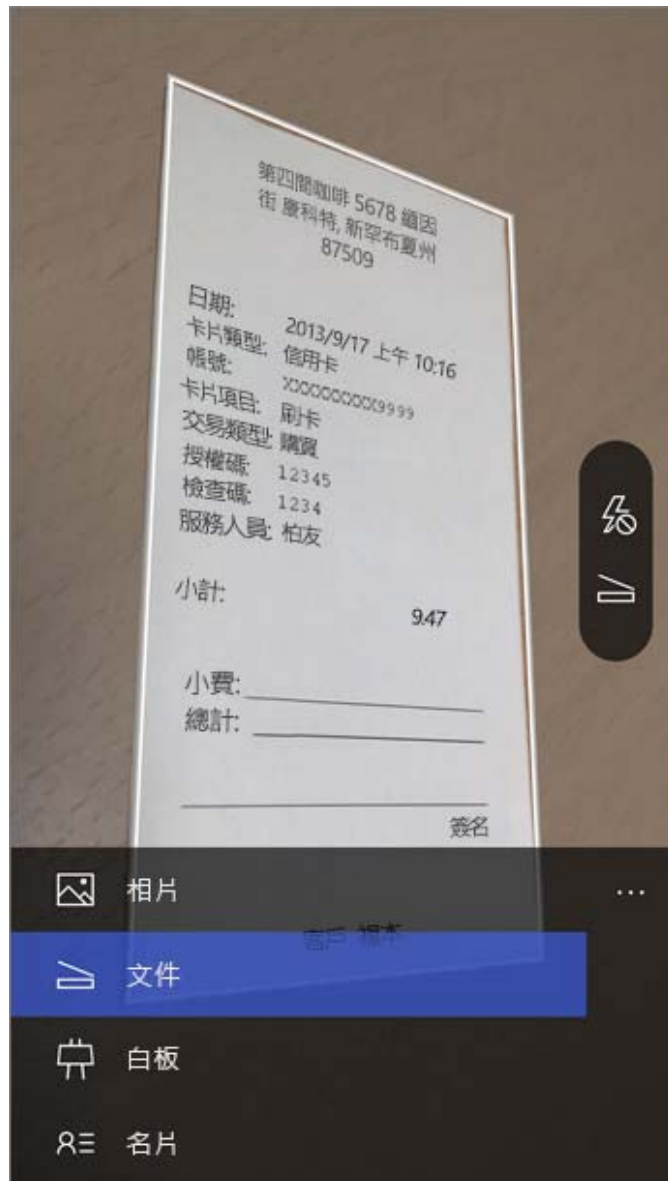 第四間咖啡 5678 緬因
街 康科特, 新罕布夏州
87509
日期: 2013/9/17 上午 10:16
卡片類型: 信用卡
帳號: XXXXXXXXX9999
卡片項目: 刷卡
交易類型: 購買
授權碼: 12345
檢查碼: 1234
服務人員: 柏友
小計: 9.47
小費:
總計:
簽名
客戶
相片
文件
白板
名片